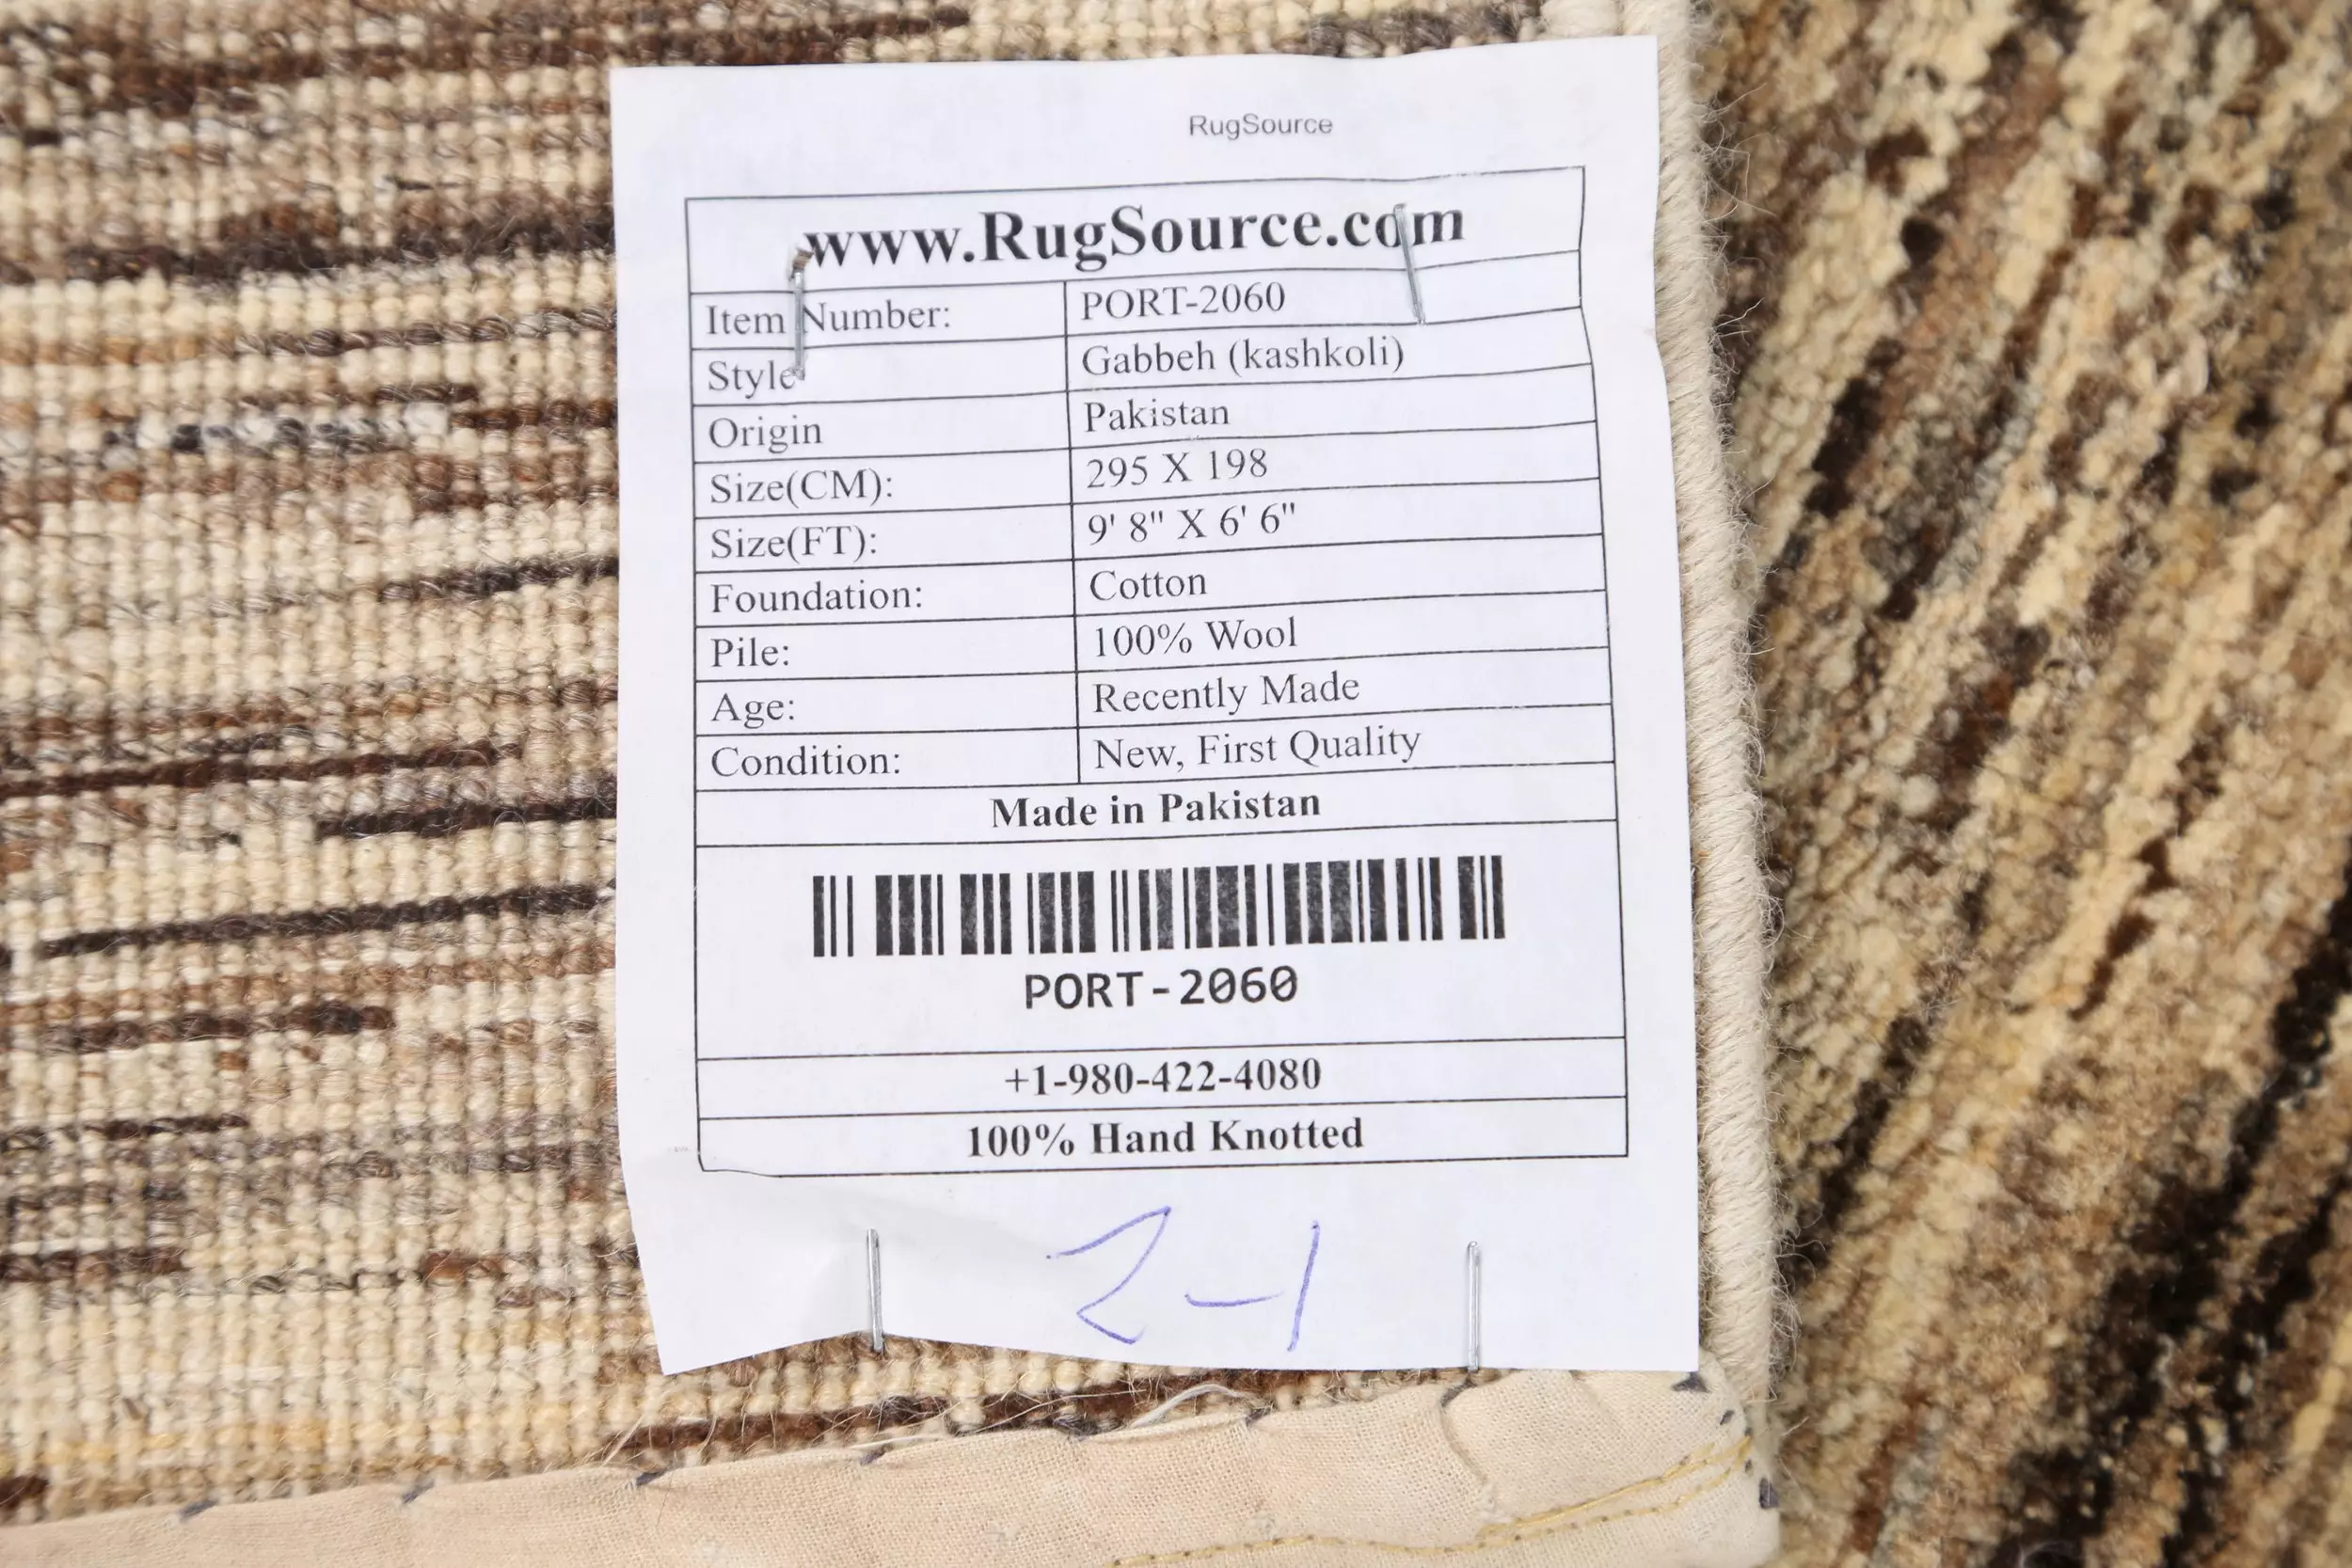 RugSource
www.RugSource.com
Item Number: PORT-2060
Style Gabbeh (kashkoli)
Origin Pakistan
Size(CM): 295 X 198
Size(FT): 9' 8" X 6' 6"
Foundation: Cotton
Pile: 100% Wool
Age: Recently Made
Condition: New, First Quality
Made in Pakistan
PORT-2060
+1-980-422-4080
100% Hand Knotted
2-1